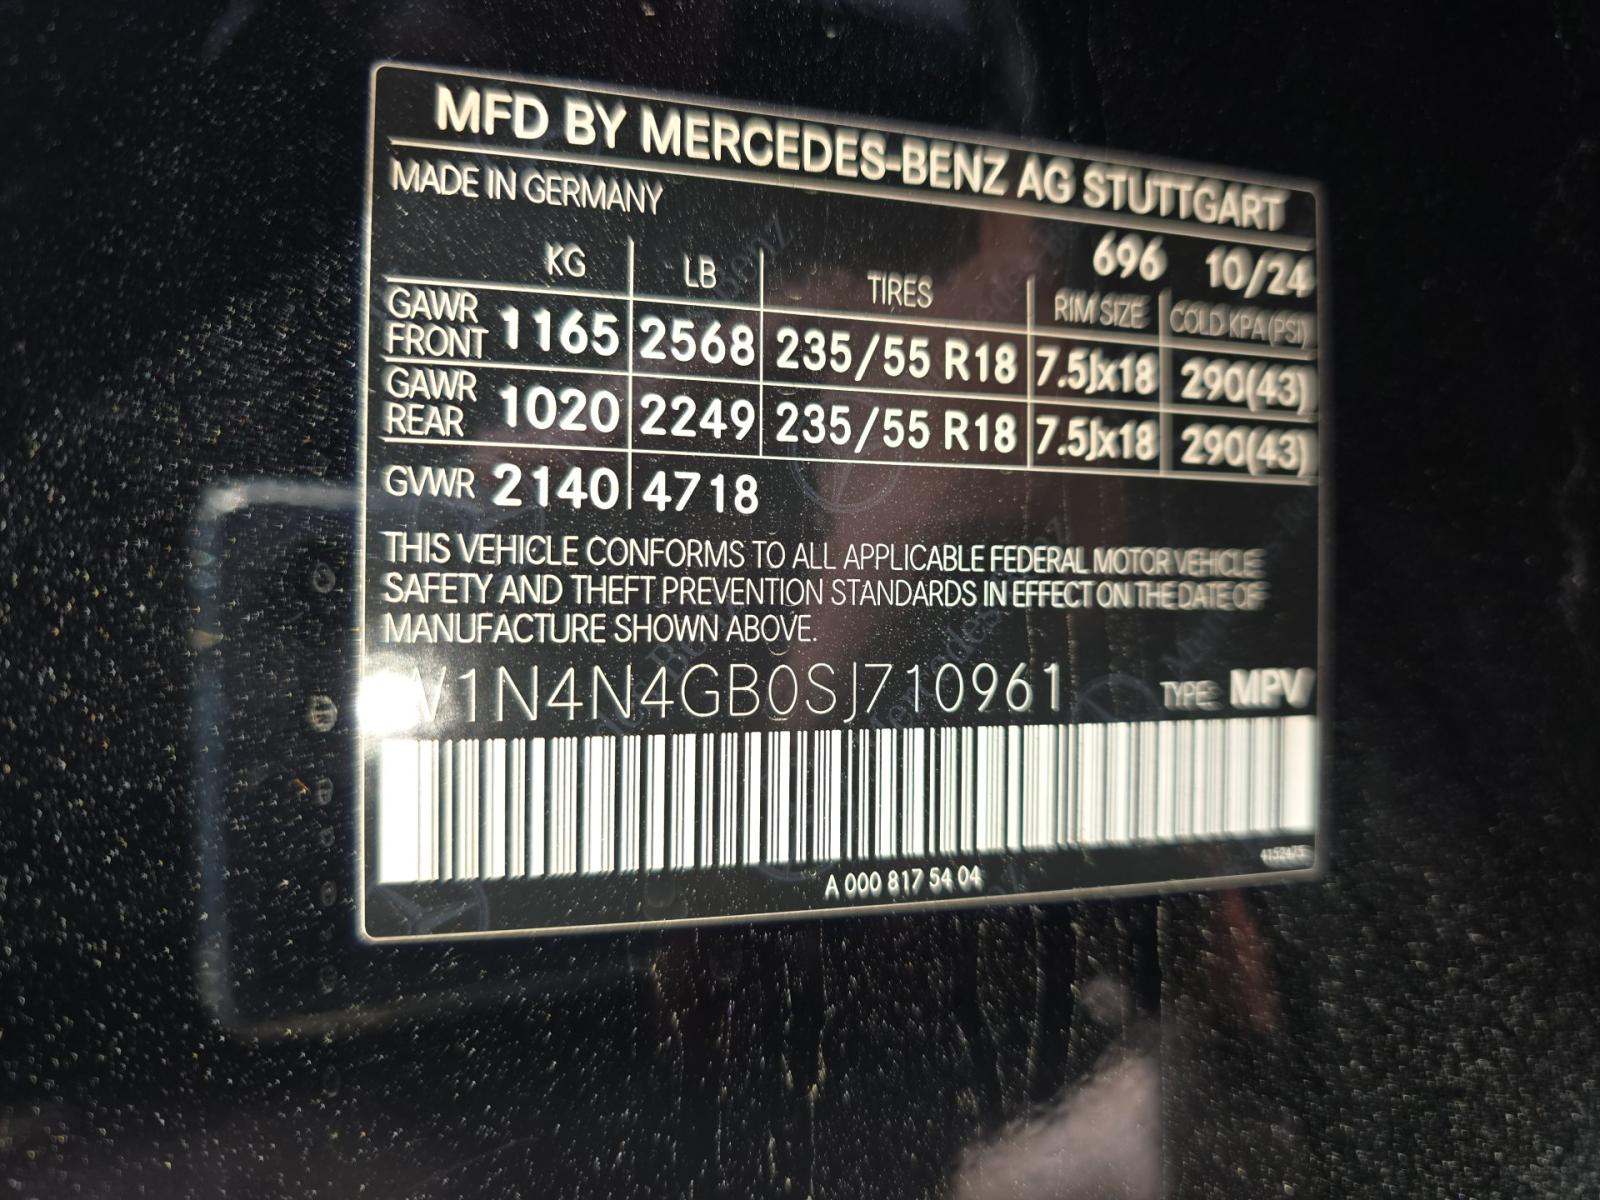 MFD BY MERCEDES-BENZ AG STUTTGART
MADE IN GERMANY
696 10/24
KG LB TIRES RIM SIZE COLD KPA(PSI)
GAWR FRONT 1165 2568 235/55 R18 7.5Jx18 290(43)
GAWR REAR 1020 2249 235/55 R18 7.5Jx18 290(43)
GVWR 2140 4718
THIS VEHICLE CONFORMS TO ALL APPLICABLE FEDERAL MOTOR VEHICLE
SAFETY AND THEFT PREVENTION STANDARDS IN EFFECT ON THE DATE OF
MANUFACTURE SHOWN ABOVE.
W1N4N4GB0SJ710961 TYPE: MPV
A 000 817 54 04